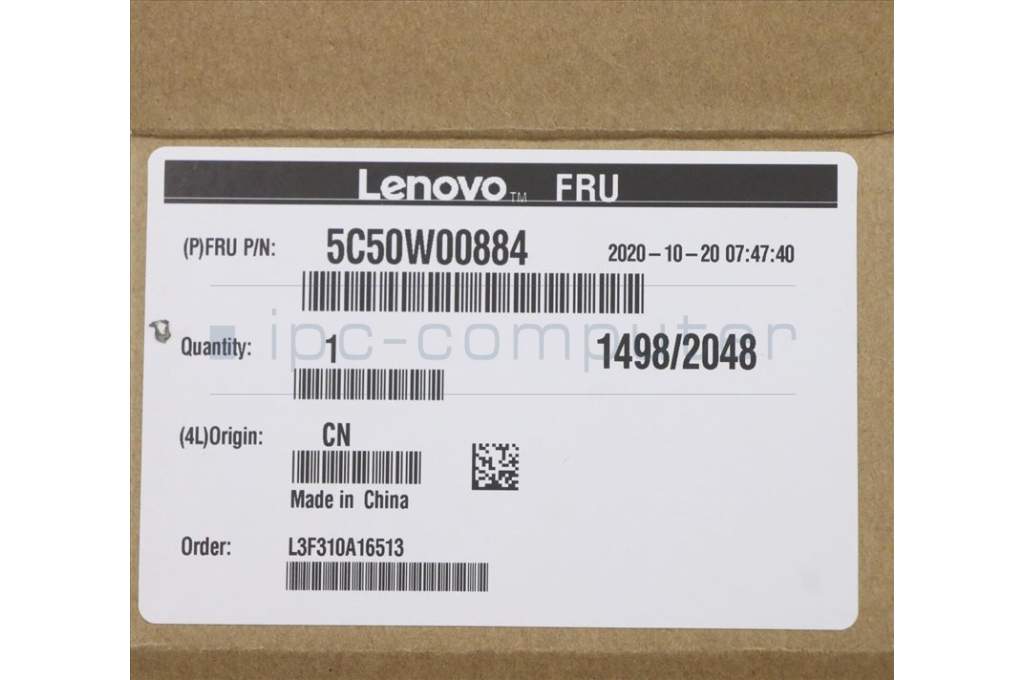 Lenovo™ FRU
(P)FRU P/N: 5C50W00884 2020-10-20 07:47:40
ipc-computer
Quantity: 1 1498/2048
(4L)Origin: CN
Made in China
Order: L3F310A16513